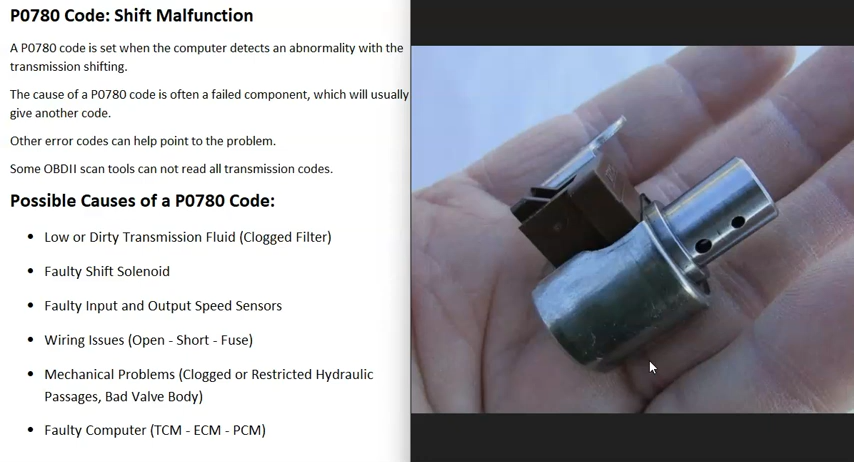 P0780 Code: Shift Malfunction
A P0780 code is set when the computer detects an abnormality with the
transmission shifting.
The cause of a P0780 code is often a failed component, which will usually
give another code.
Other error codes can help point to the problem.
Some OBDII scan tools can not read all transmission codes.
Possible Causes of a P0780 Code:
• Low or Dirty Transmission Fluid (Clogged Filter)
• Faulty Shift Solenoid
• Faulty Input and Output Speed Sensors
• Wiring Issues (Open - Short - Fuse)
• Mechanical Problems (Clogged or Restricted Hydraulic
Passages, Bad Valve Body)
• Faulty Computer (TCM - ECM - PCM)